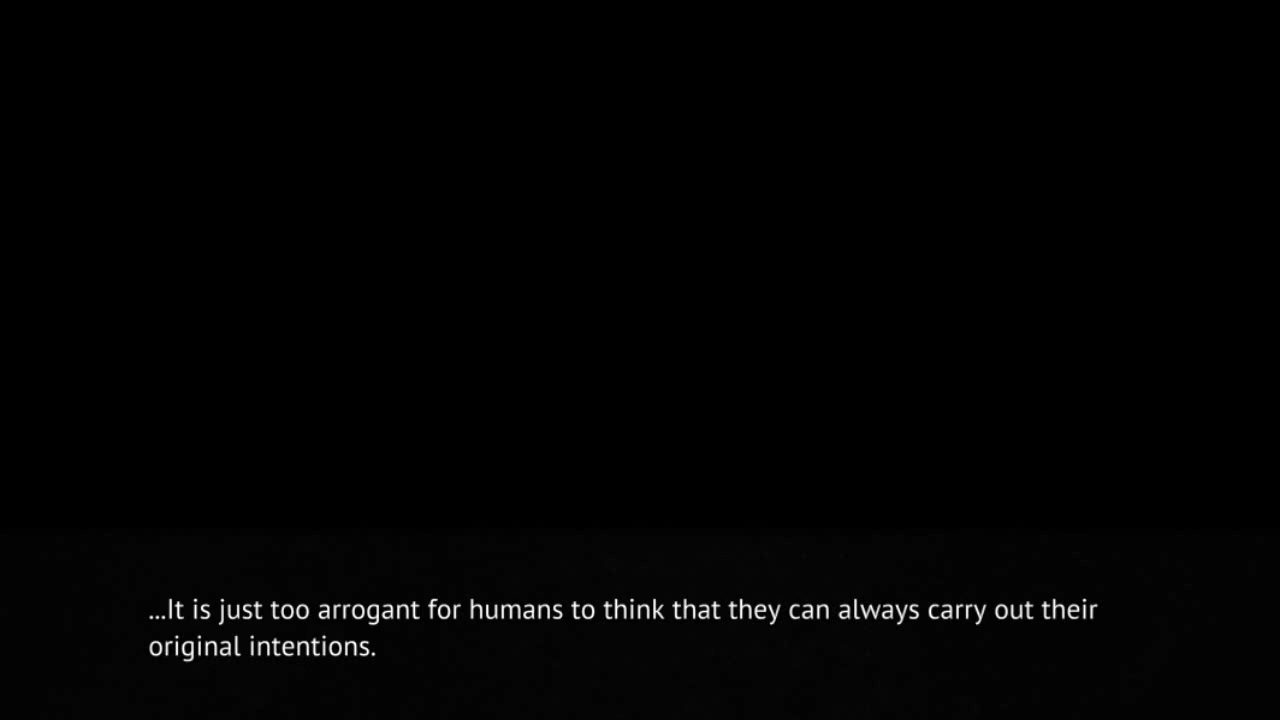 ...It is just too arrogant for humans to think that they can always carry out their
original intentions.